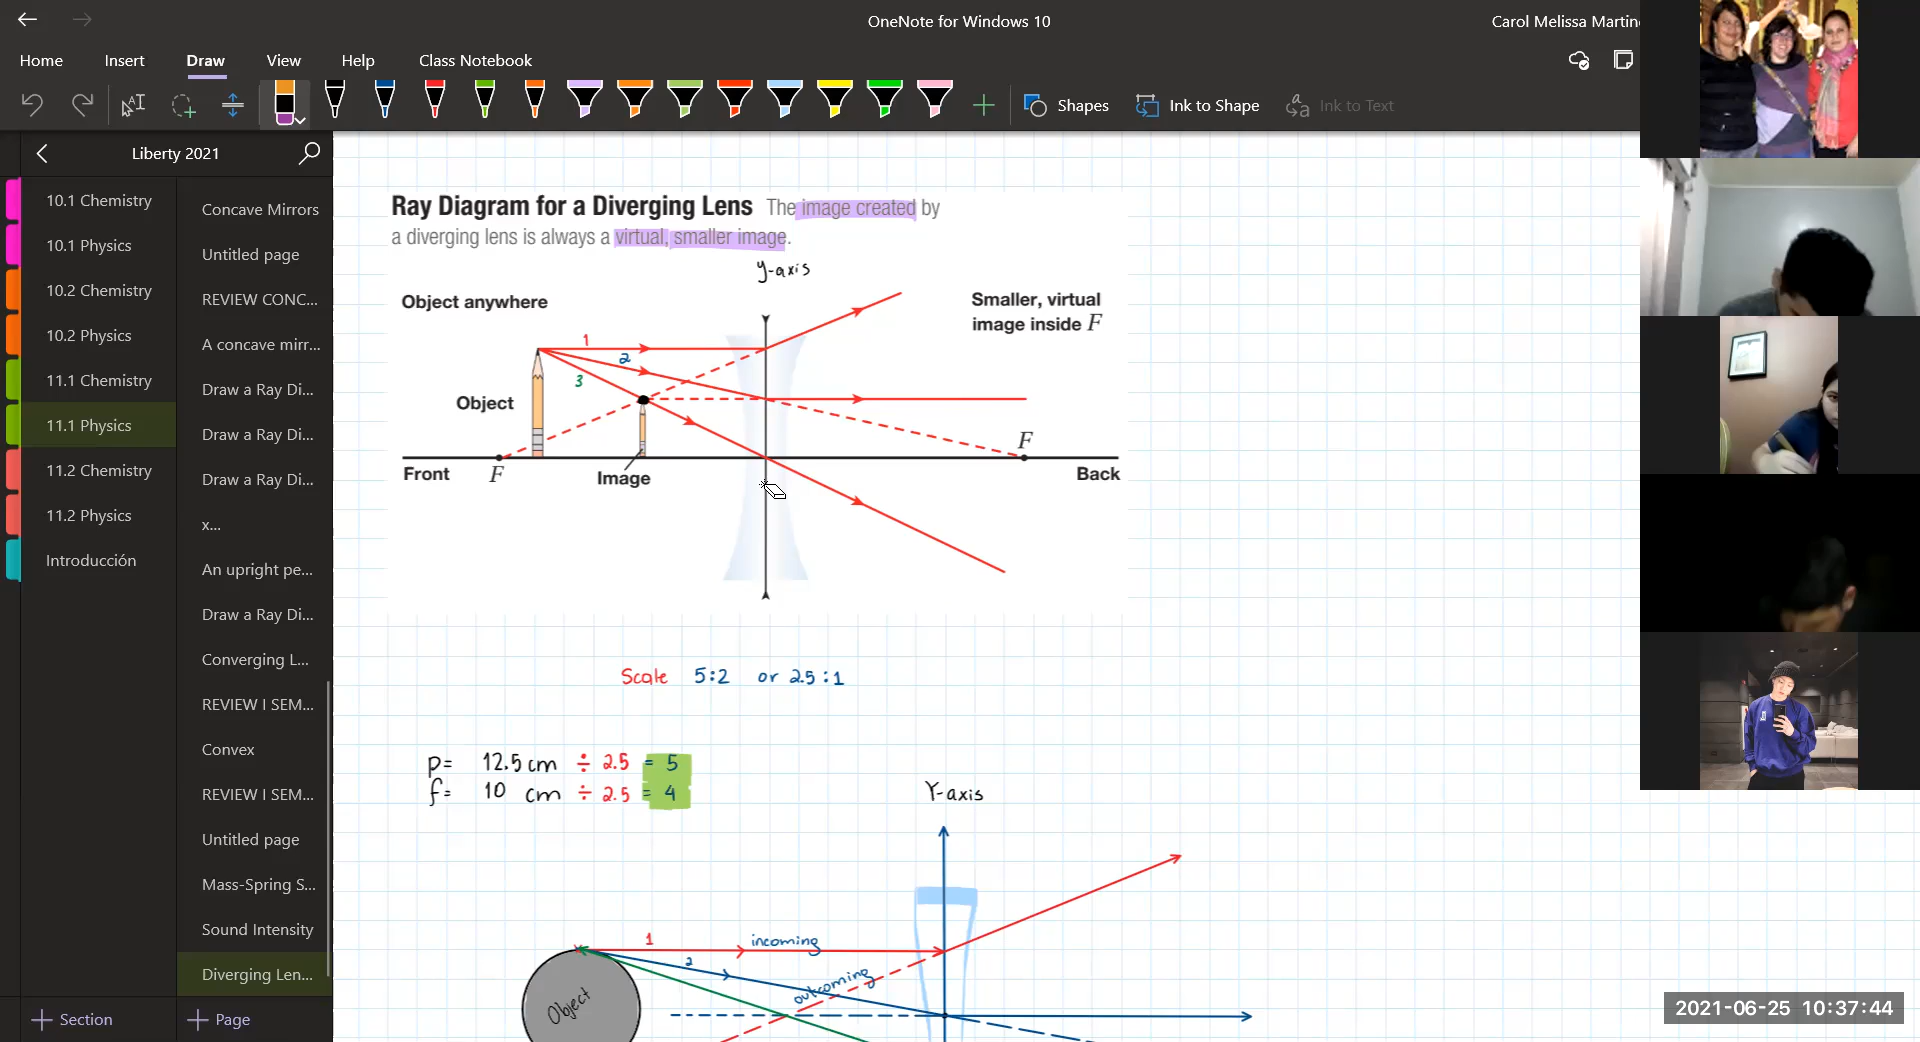 OneNote for Windows 10
Carol Melissa Martin
Home Insert Draw View Help Class Notebook
Shapes Ink to Shape Ink to Text
Liberty 2021
10.1 Chemistry
10.1 Physics
10.2 Chemistry
10.2 Physics
11.1 Chemistry
11.1 Physics
11.2 Chemistry
11.2 Physics
Introducción
Section
Concave Mirrors
Untitled page
REVIEW CONC...
A concave mirr...
Draw a Ray Di...
Draw a Ray Di...
Draw a Ray Di...
x...
An upright pe...
Draw a Ray Di...
Converging L...
REVIEW I SEM...
Convex
REVIEW I SEM...
Untitled page
Mass-Spring S...
Sound Intensity
Diverging Len...
Page
Ray Diagram for a Diverging Lens The image created by
a diverging lens is always a virtual, smaller image.
y-axis
Object anywhere
Smaller, virtual
image inside F
1
2
3
Object
F
Front F Image Back
Scale 5:2 or 2.5:1
p= 12.5 cm ÷ 2.5 = 5
f= 10 cm ÷ 2.5 = 4
Y-axis
1 incoming
2
outcoming
Object
2021-06-25 10:37:44